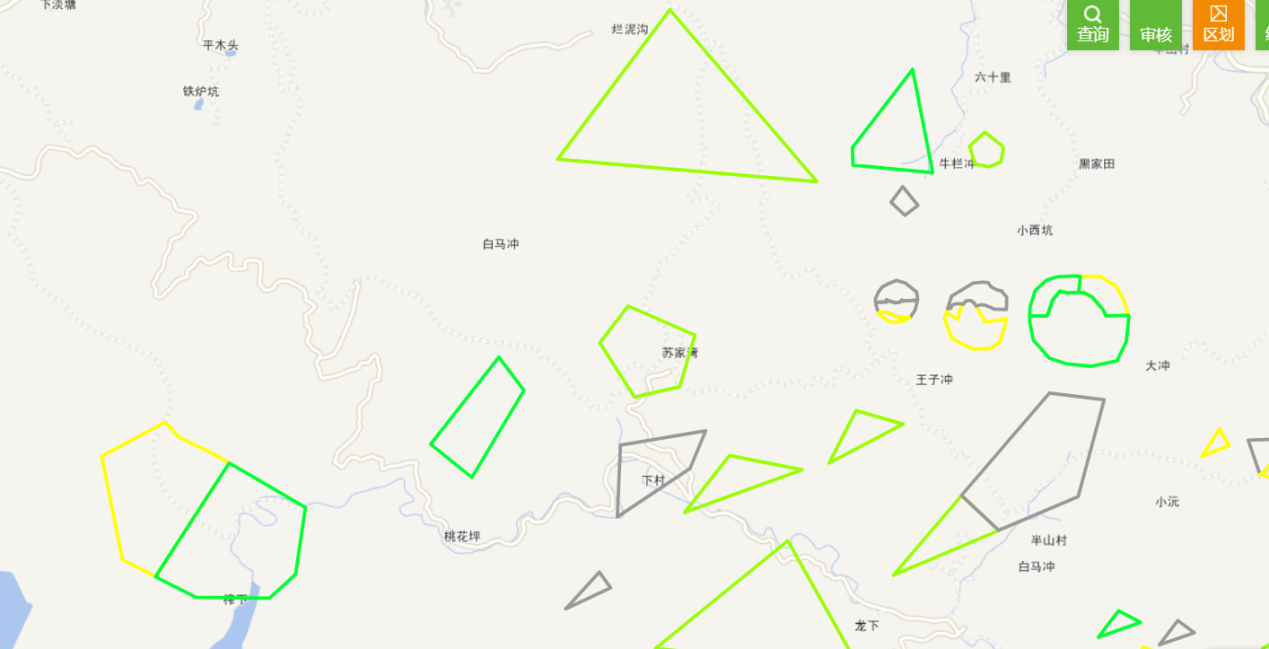 下淡塘
平木头
铁炉坑
烂泥沟
查询
审核
区划
六十里
牛栏冲
黑家田
白马冲
小西坑
苏家湾
王子冲
大冲
下村
小沅
桃花坪
半山村
白马冲
榨下
龙下